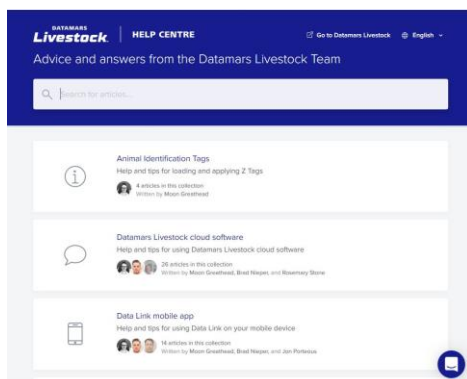 DATAMARS
Livestock. HELP CENTRE
Go to Datamars Livestock English
Advice and answers from the Datamars Livestock Team
Search for articles...
Animal Identification Tags
Help and tips for loading and applying Z Tags
4 articles in this collection
Written by Moon Greathead
Datamars Livestock cloud software
Help and tips for using Datamars Livestock cloud software
26 articles in this collection
Written by Moon Greathead, Brad Nieper, and Rosemary Stone
Data Link mobile app
Help and tips for using Data Link on your mobile device
14 articles in this collection
Written by Moon Greathead, Brad Nieper, and Jon Porteous